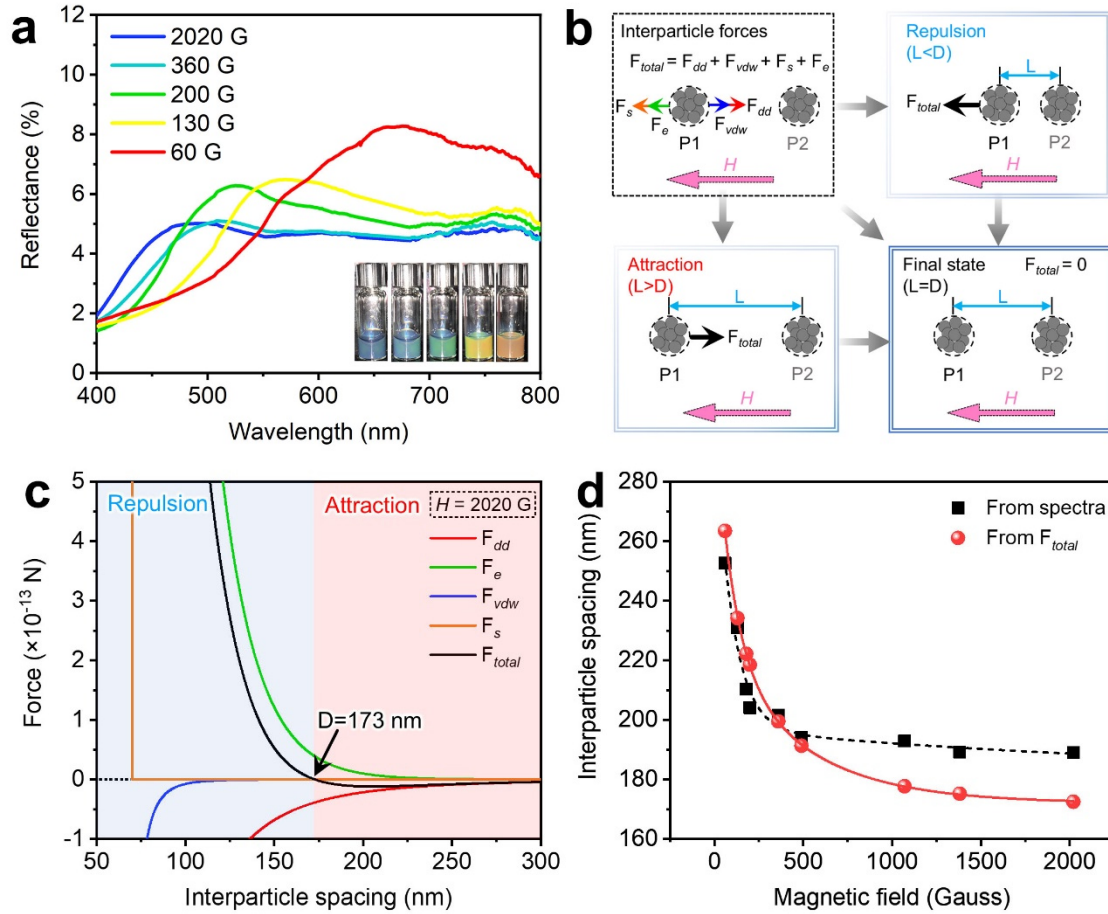 a
12
10
8
6
4
2
0
Reflectance (%)
2020 G
360 G
200 G
130 G
60 G
400 500 600 700 800
Wavelength (nm)
b
Interparticle forces
F_total = F_dd + F_vdw + F_s + F_e
F_s
F_e
F_vdw
F_dd
P1
P2
H
Repulsion
(L<D)
L
F_total
P1
P2
H
Attraction
(L>D)
L
F_total
P1
P2
H
Final state
(L=D)
F_total = 0
L
P1
P2
H
c
5
4
3
2
1
0
-1
Force (×10⁻¹³ N)
Repulsion
Attraction
H = 2020 G
F_dd
F_e
F_vdw
F_s
F_total
D=173 nm
50 100 150 200 250 300
Interparticle spacing (nm)
d
280
260
240
220
200
180
160
Interparticle spacing (nm)
From spectra
From F_total
0 500 1000 1500 2000
Magnetic field (Gauss)